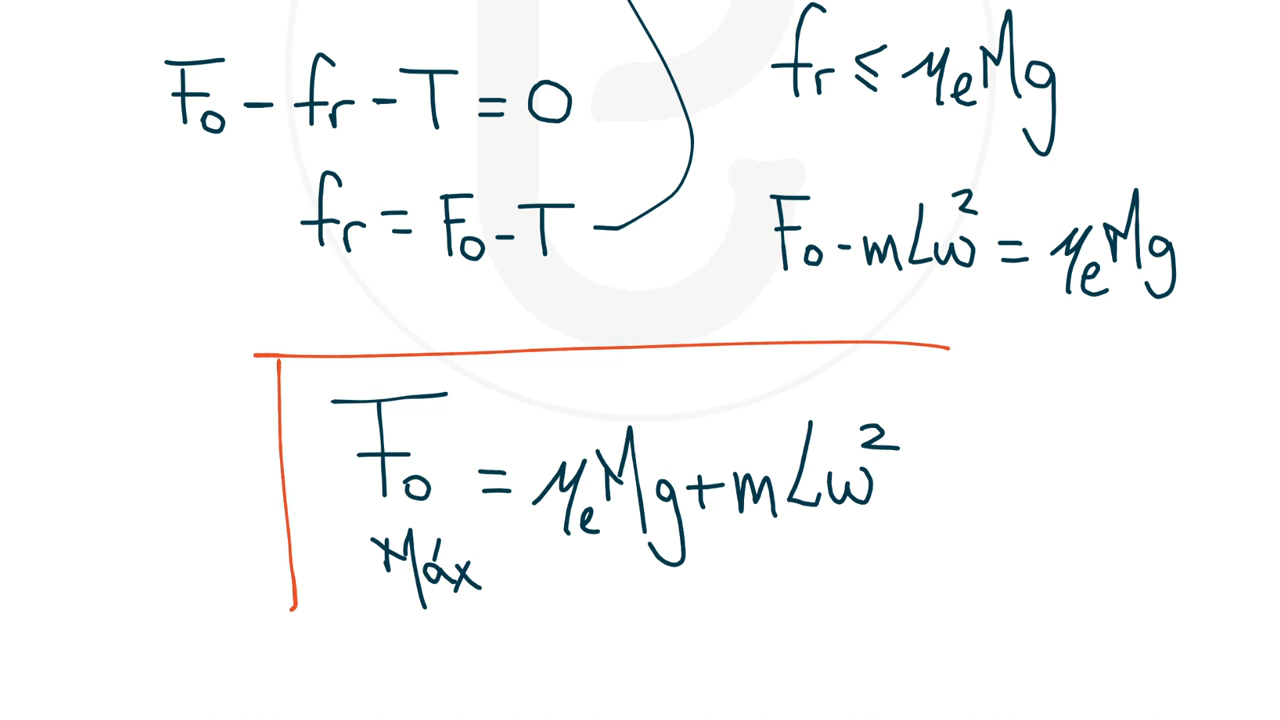 F₀ - fr - T = 0
fr = F₀ - T
fr ≤ μₑMg
F₀ - mLω² = μₑMg
F₀ = μₑMg + mLω²
Máx